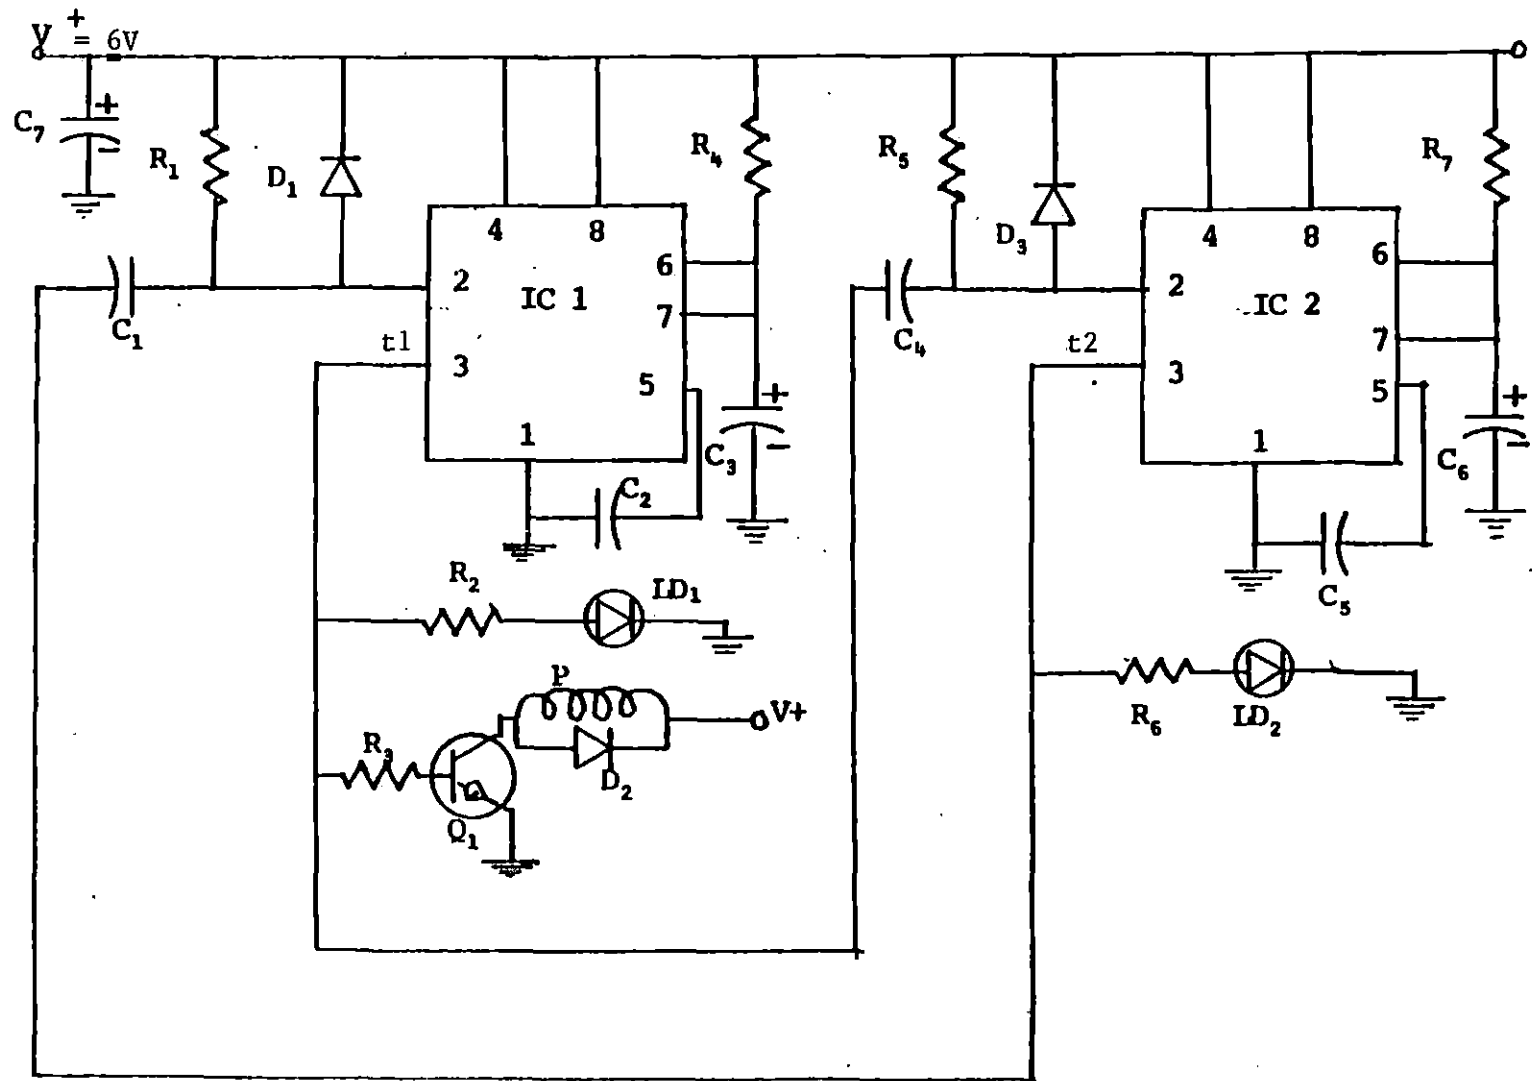 V + = 6V
C7
+
-
R1
D1
R4
R5
D3
R7
4 8
2
IC 1
6
7
3
5
1
C1
t1
C2
C3
+
-
4 8
2
IC 2
6
7
3
5
1
C4
t2
C5
C6
+
-
R2
LD1
P
V+
R3
D2
Q1
R6
LD2